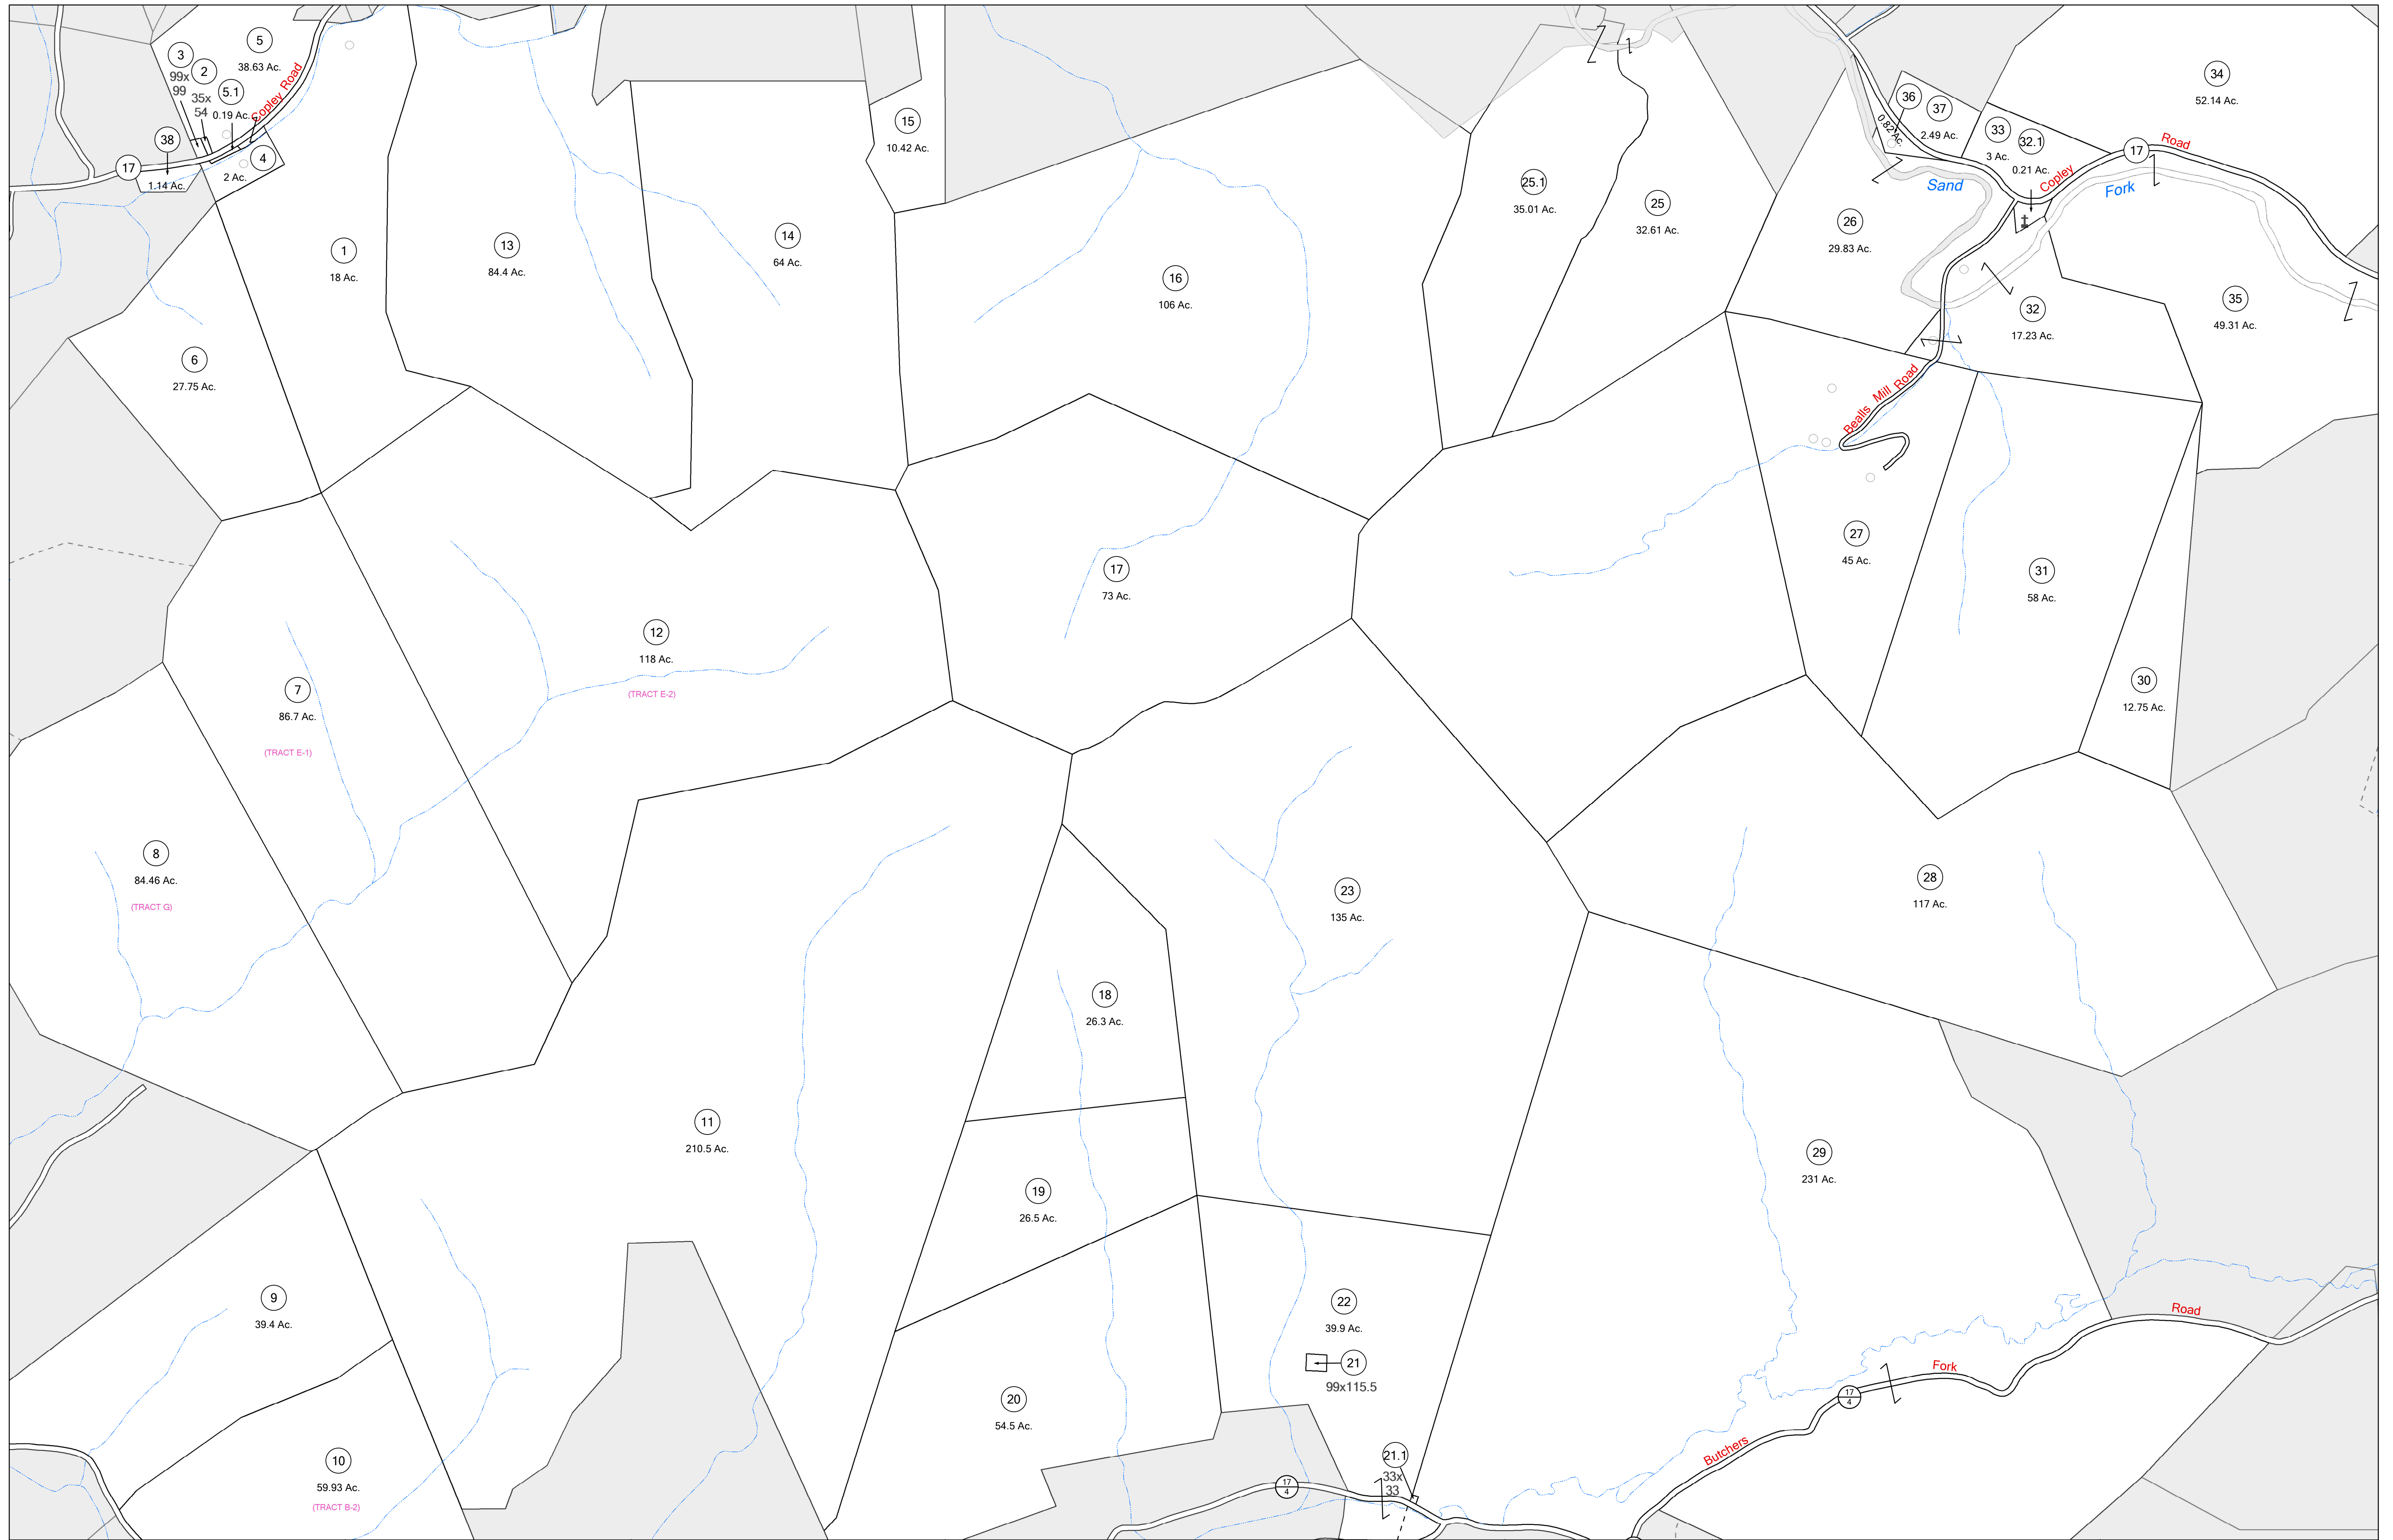 5
38.63 Ac.
3
99x
99
2
35x
54
5.1
0.19 Ac.
Copley Road
38
1.14 Ac.
17
4
2 Ac.
15
10.42 Ac.
34
52.14 Ac.
36
0.82 Ac.
37
2.49 Ac.
33
3 Ac.
32.1
0.21 Ac.
17
Copley Road
Sand Fork
25.1
35.01 Ac.
25
32.61 Ac.
26
29.83 Ac.
1
18 Ac.
13
84.4 Ac.
14
64 Ac.
16
106 Ac.
35
49.31 Ac.
32
17.23 Ac.
6
27.75 Ac.
Bealls Mill Road
27
45 Ac.
17
73 Ac.
31
58 Ac.
12
118 Ac.
(TRACT E-2)
7
86.7 Ac.
(TRACT E-1)
30
12.75 Ac.
8
84.46 Ac.
(TRACT G)
23
135 Ac.
28
117 Ac.
18
26.3 Ac.
11
210.5 Ac.
29
231 Ac.
19
26.5 Ac.
9
39.4 Ac.
22
39.9 Ac.
21
99x115.5
20
54.5 Ac.
10
59.93 Ac.
(TRACT B-2)
21.1
33x
33
17
4
17
4
Butchers Fork Road